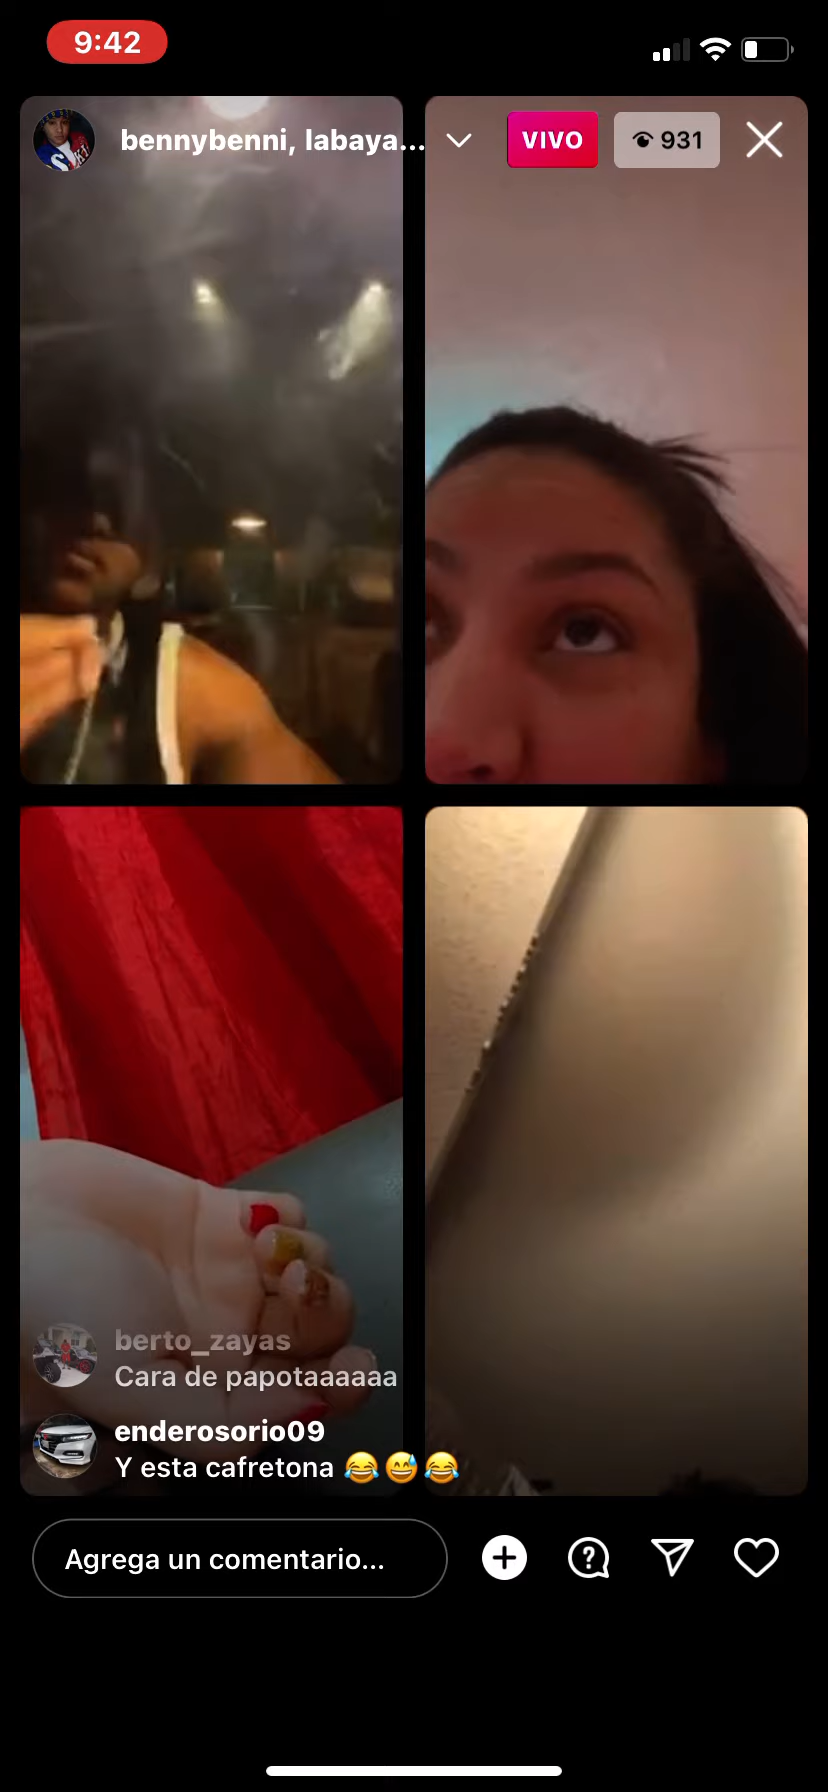 9:42
bennybenni, labaya...
VIVO
931
berto_zayas
Cara de papotaaaaaa
enderosorio09
Y esta cafretona 😂😅😂
Agrega un comentario...